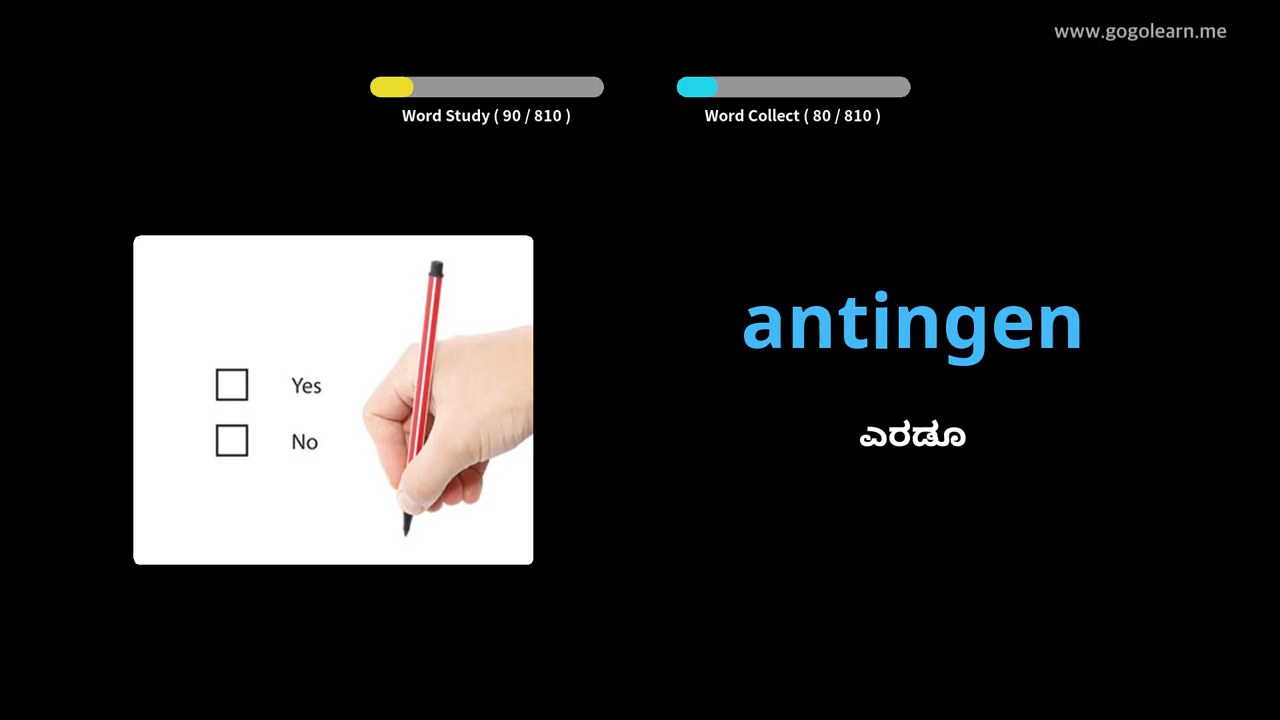 www.gogolearn.me
Word Study ( 90 / 810 )
Word Collect ( 80 / 810 )
Yes
No
antingen
ಎರಡೂ